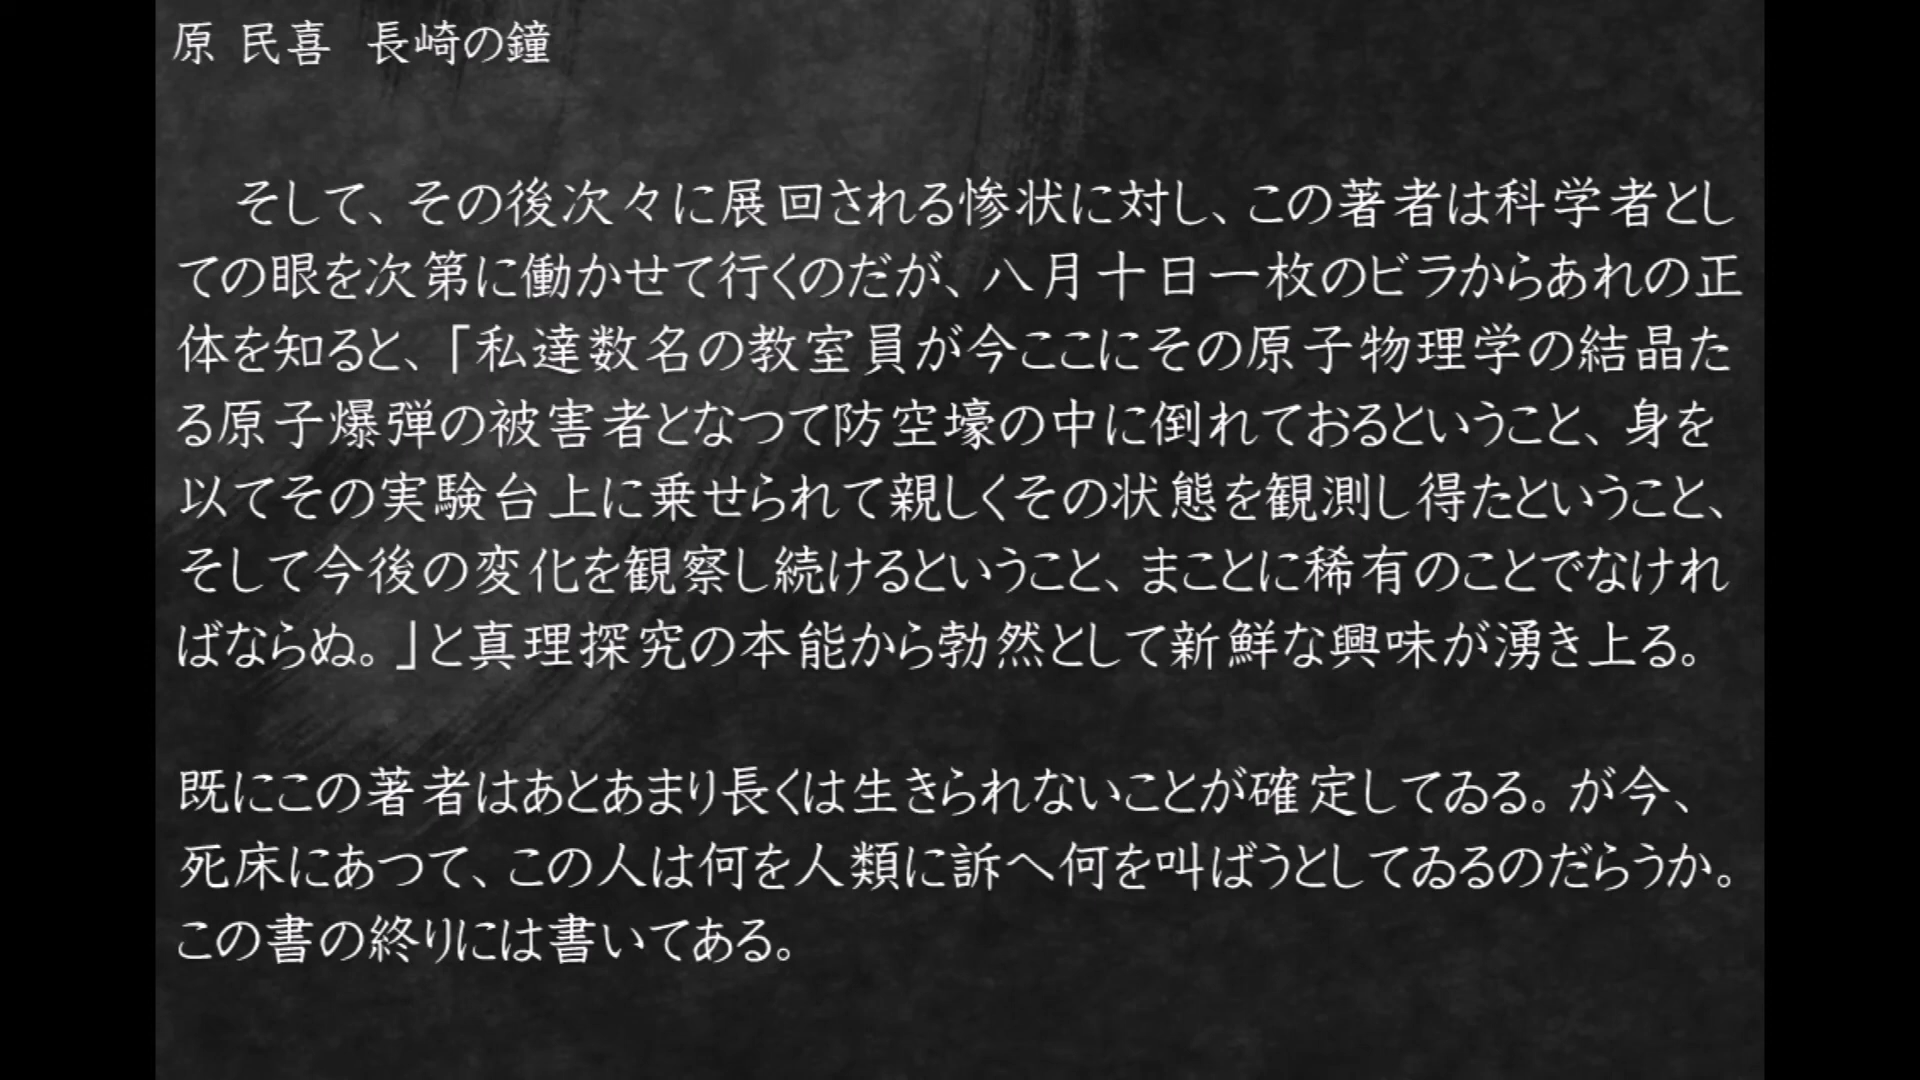 原 民喜　長崎の鐘
　そして、その後次々に展回される惨状に対し、この著者は科学者とし
ての眼を次第に働かせて行くのだが、八月十日一枚のビラからあれの正
体を知ると、「私達数名の教室員が今ここにその原子物理学の結晶た
る原子爆弾の被害者となつて防空壕の中に倒れておるということ、身を
以てその実験台上に乗せられて親しくその状態を観測し得たということ、
そして今後の変化を観察し続けるということ、まことに稀有のことでなけれ
ばならぬ。」と真理探究の本能から勃然として新鮮な興味が湧き上る。
既にこの著者はあとあまり長くは生きられないことが確定してゐる。が今、
死床にあつて、この人は何を人類に訴へ何を叫ばうとしてゐるのだらうか。
この書の終りには書いてある。